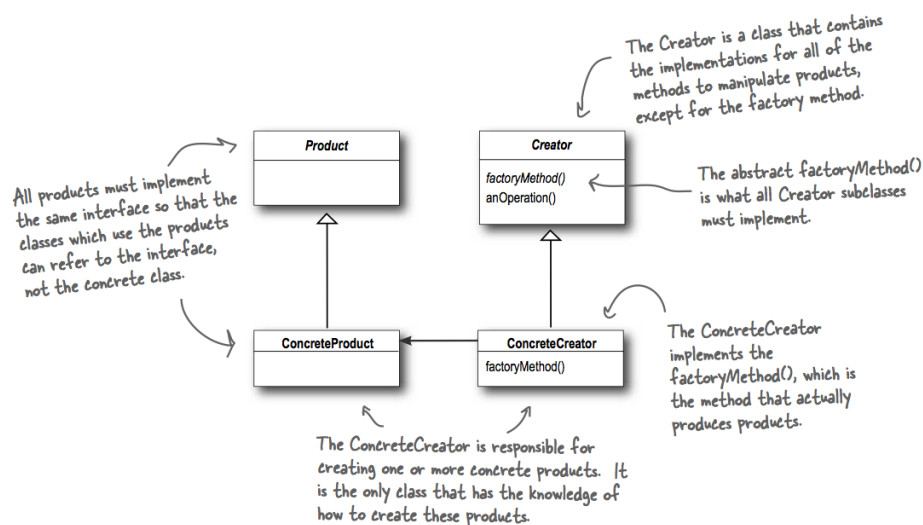 The Creator is a class that contains
the implementations for all of the
methods to manipulate products,
except for the factory method.
Product
Creator
factoryMethod()
anOperation()
All products must implement
the same interface so that the
classes which use the products
can refer to the interface,
not the concrete class.
The abstract factoryMethod()
is what all Creator subclasses
must implement.
ConcreteProduct
ConcreteCreator
factoryMethod()
The ConcreteCreator
implements the
factoryMethod(), which is
the method that actually
produces products.
The ConcreteCreator is responsible for
creating one or more concrete products. It
is the only class that has the knowledge of
how to create these products.